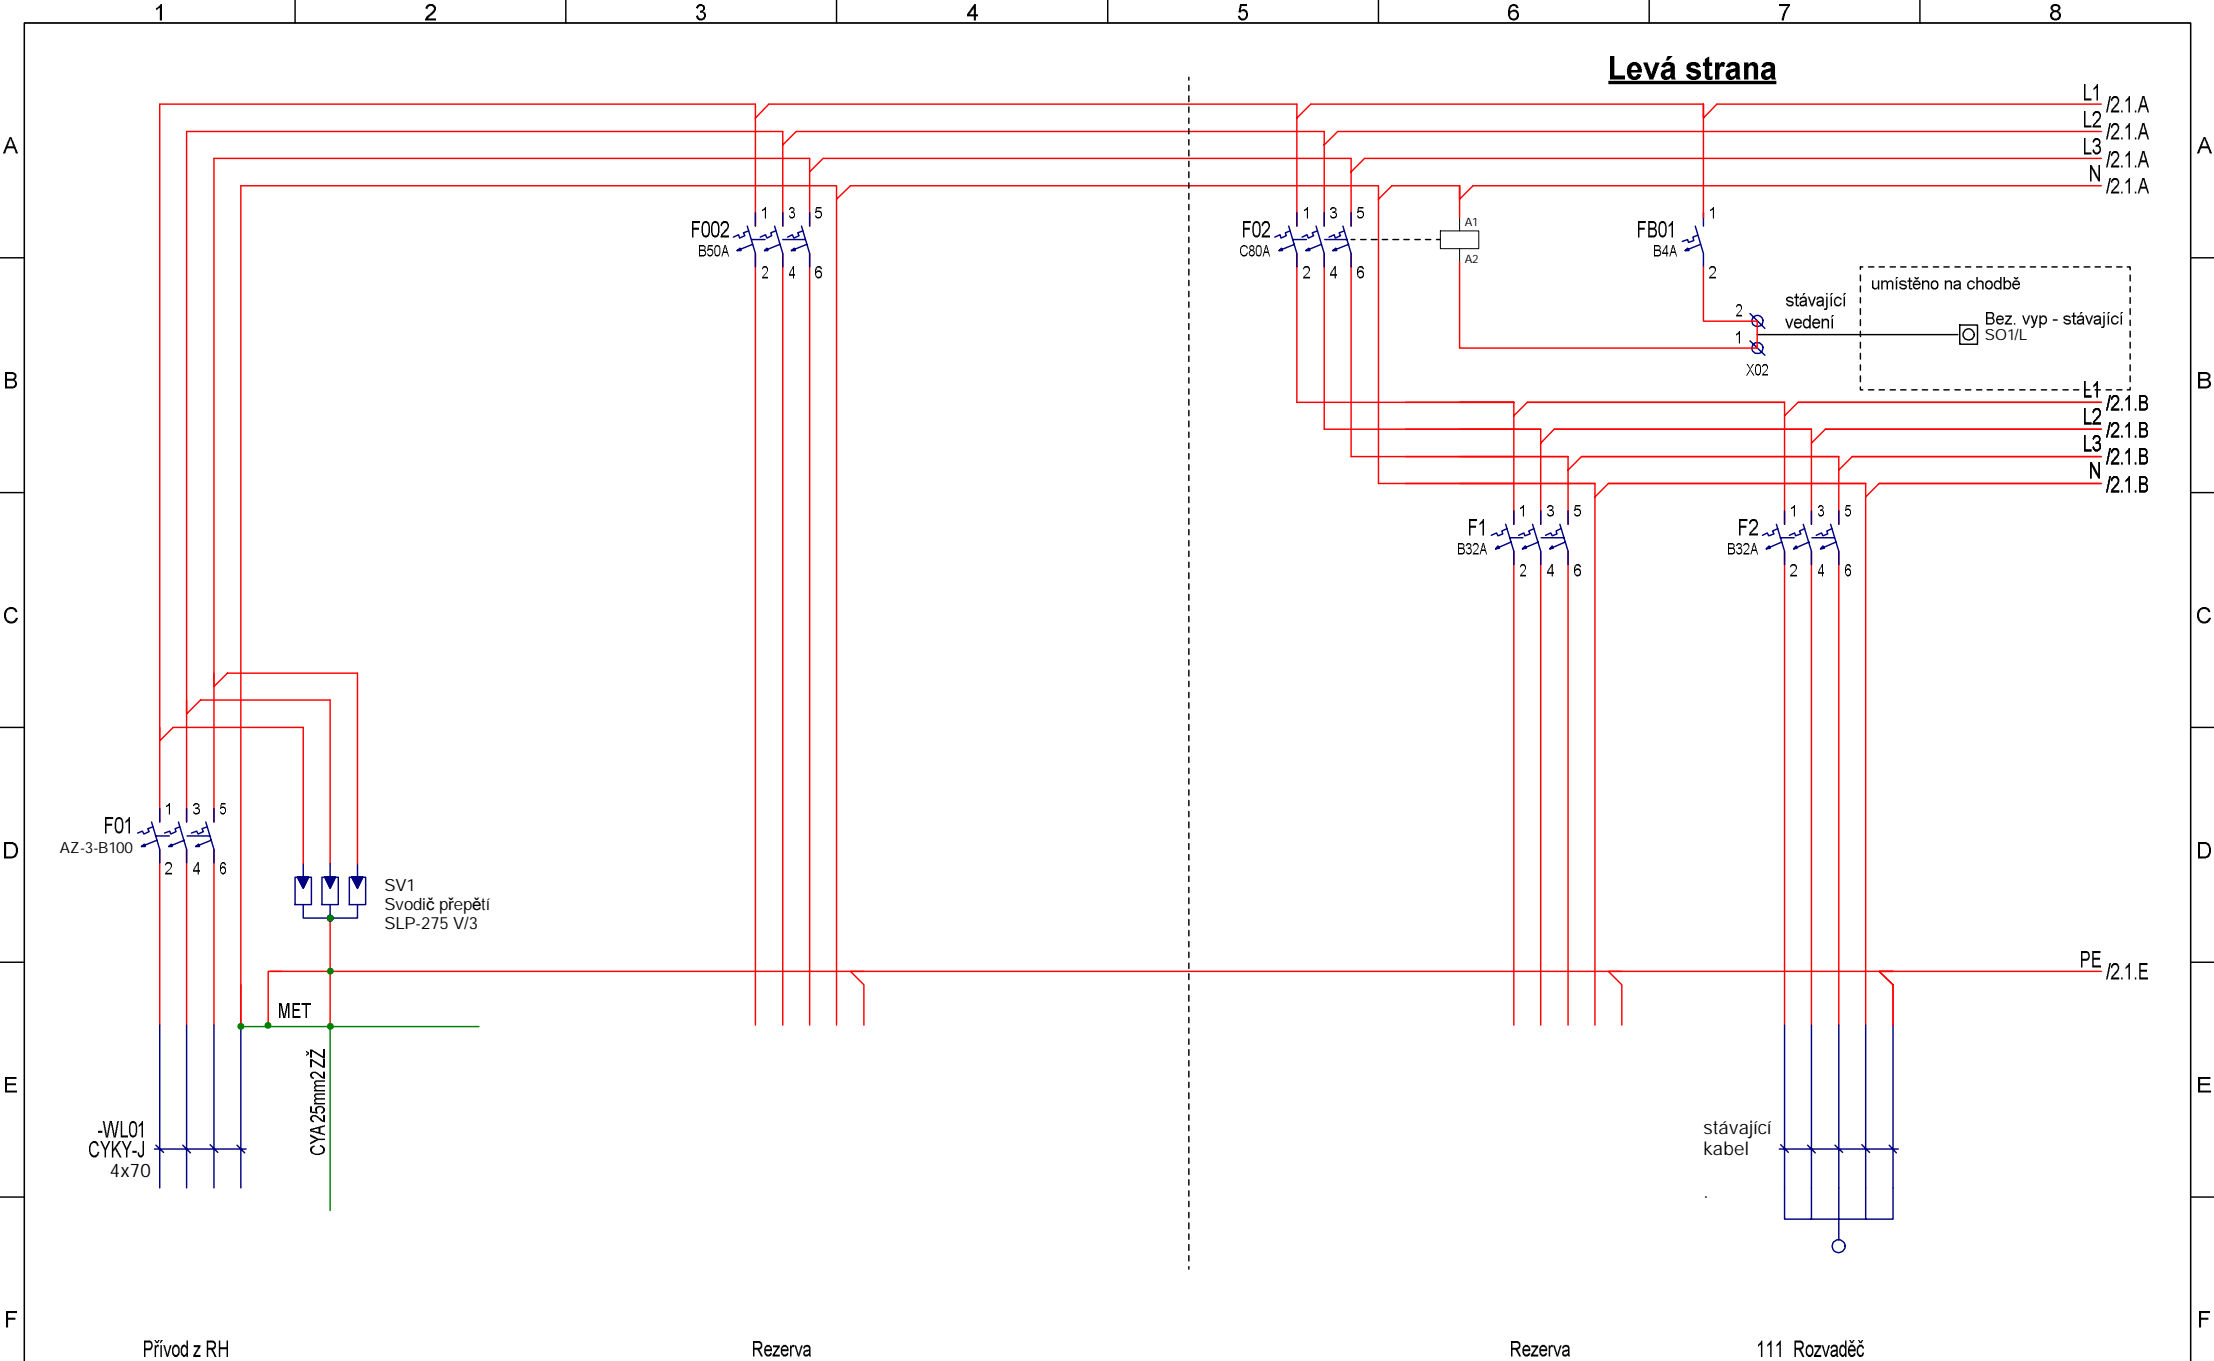 1 2 3 4 5 6 7 8
Levá strana
L1 /2.1.A
L2 /2.1.A
L3 /2.1.A
N /2.1.A
A A
F002
B50A
1 3 5
2 4 6
F02
C80A
1 3 5
2 4 6
A1
A2
FB01
B4A
1
2
umístěno na chodbě
stávající
vedení
Bez. vyp - stávající
SO1/L
2
1
X02
B B
L1 /2.1.B
L2 /2.1.B
L3 /2.1.B
N /2.1.B
F1
B32A
1 3 5
2 4 6
F2
B32A
1 3 5
2 4 6
C C
F01
AZ-3-B100
1 3 5
2 4 6
D D
SV1
Svodič přepětí
SLP-275 V/3
PE /2.1.E
MET
CYA25mm2 ZŽ
E E
-WL01
CYKY-J
4x70
stávající
kabel
.
F F
Přívod z RH
Rezerva
Rezerva
111 Rozvaděč